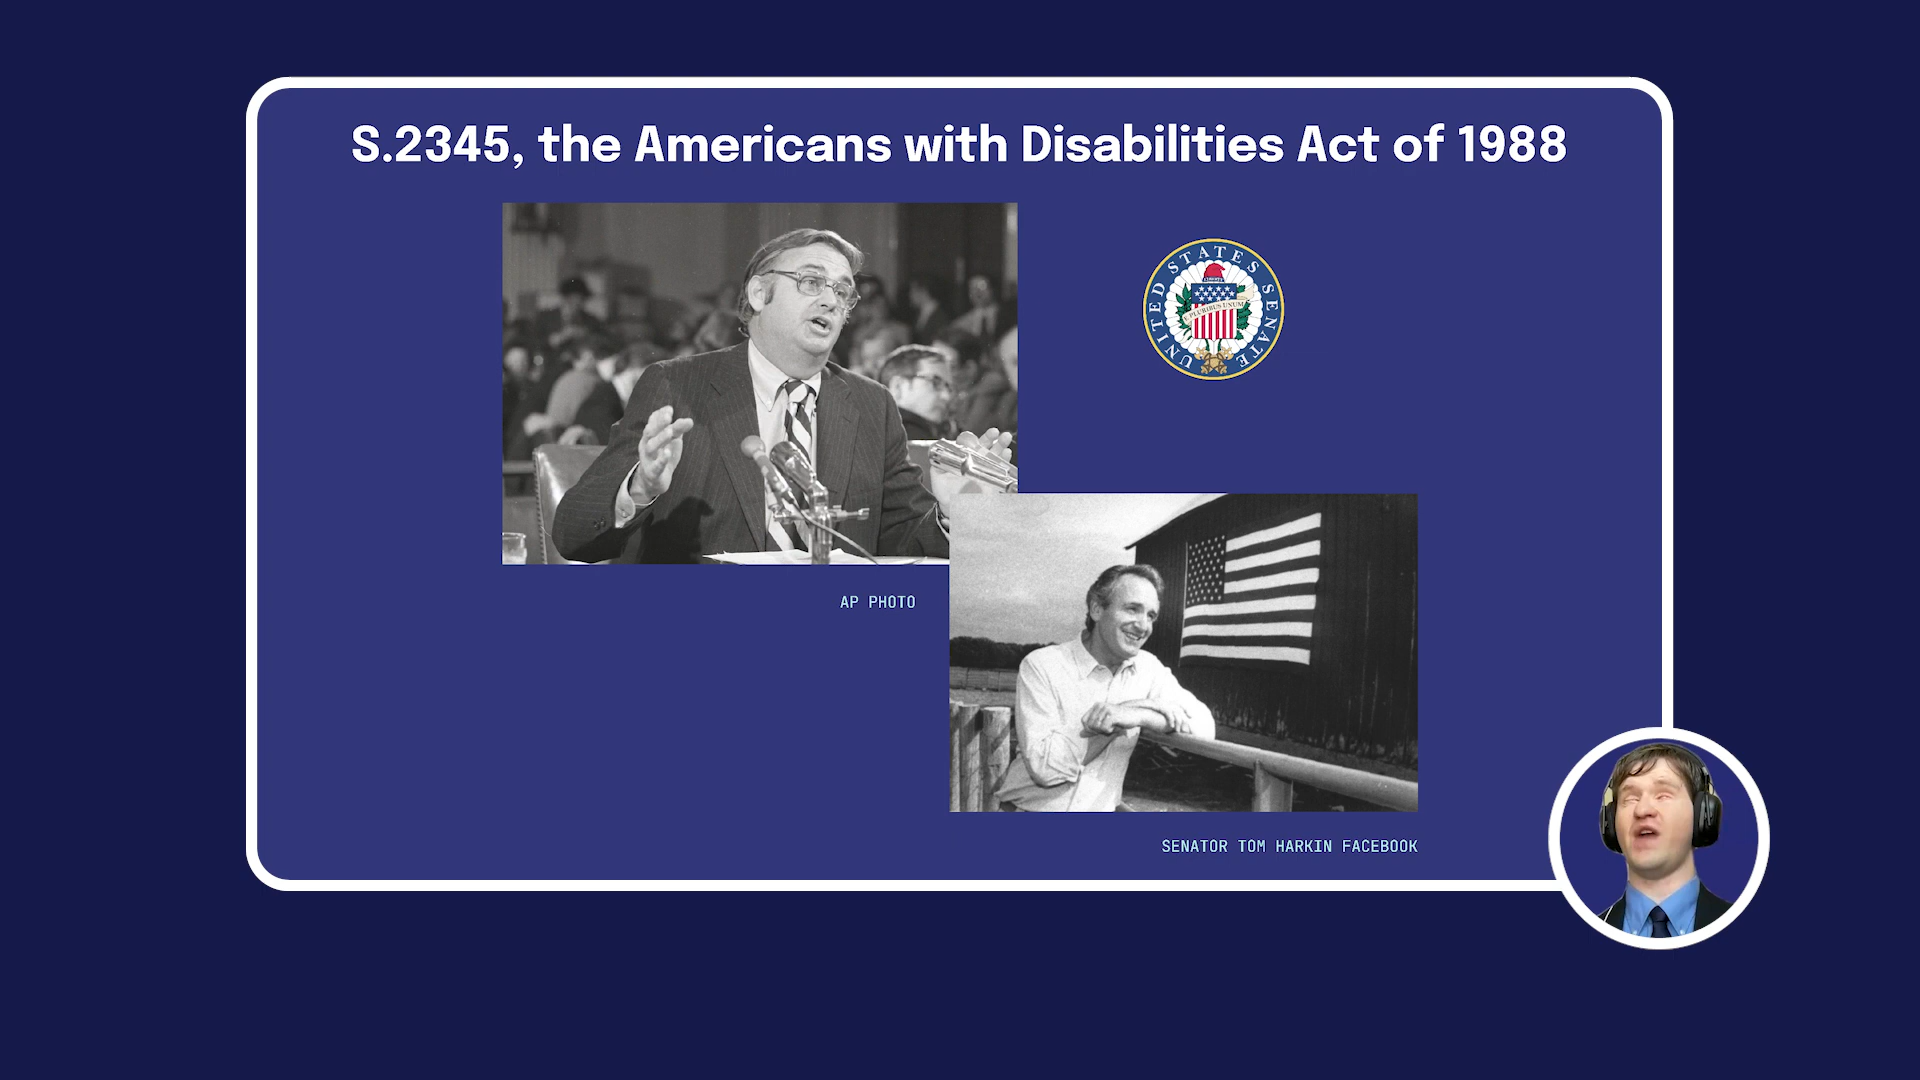 S.2345, the Americans with Disabilities Act of 1988
UNITED STATES SENATE
E PLURIBUS UNUM
AP PHOTO
SENATOR TOM HARKIN FACEBOOK